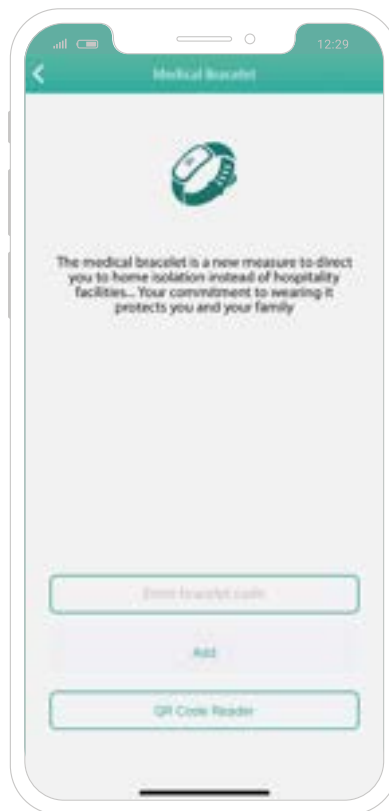 12:29
Medical Bracelet
The medical bracelet is a new measure to direct
you to home isolation instead of hospitality
facilities... Your commitment to wearing it
protects you and your family
Enter bracelet code
Add
QR Code Reader